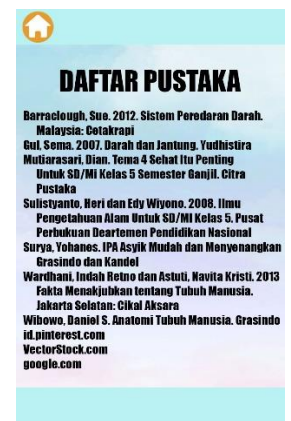 DAFTAR PUSTAKA
Barraclough, Sue. 2012. Sistem Peredaran Darah.
Malaysia: Cetakrapi
Gul, Sema. 2007. Darah dan Jantung. Yudhistira
Mutiarasari, Dian. Tema 4 Sehat Itu Penting
Untuk SD/MI Kelas 5 Semester Ganjil. Citra
Pustaka
Sulistyanto, Heri dan Edy Wiyono. 2008. Ilmu
Pengetahuan Alam Untuk SD/MI Kelas 5. Pusat
Perbukuan Deartemen Pendidikan Nasional
Surya, Yohanes. IPA Asyik Mudah dan Menyenangkan
Grasindo dan Kandel
Wardhani, Indah Retno dan Astuti, Navita Kristi. 2013
Fakta Menakjubkan tentang Tubuh Manusia.
Jakarta Selatan: Cikal Aksara
Wibowo, Daniel S. Anatomi Tubuh Manusia. Grasindo
id.pinterest.com
VectorStock.com
google.com